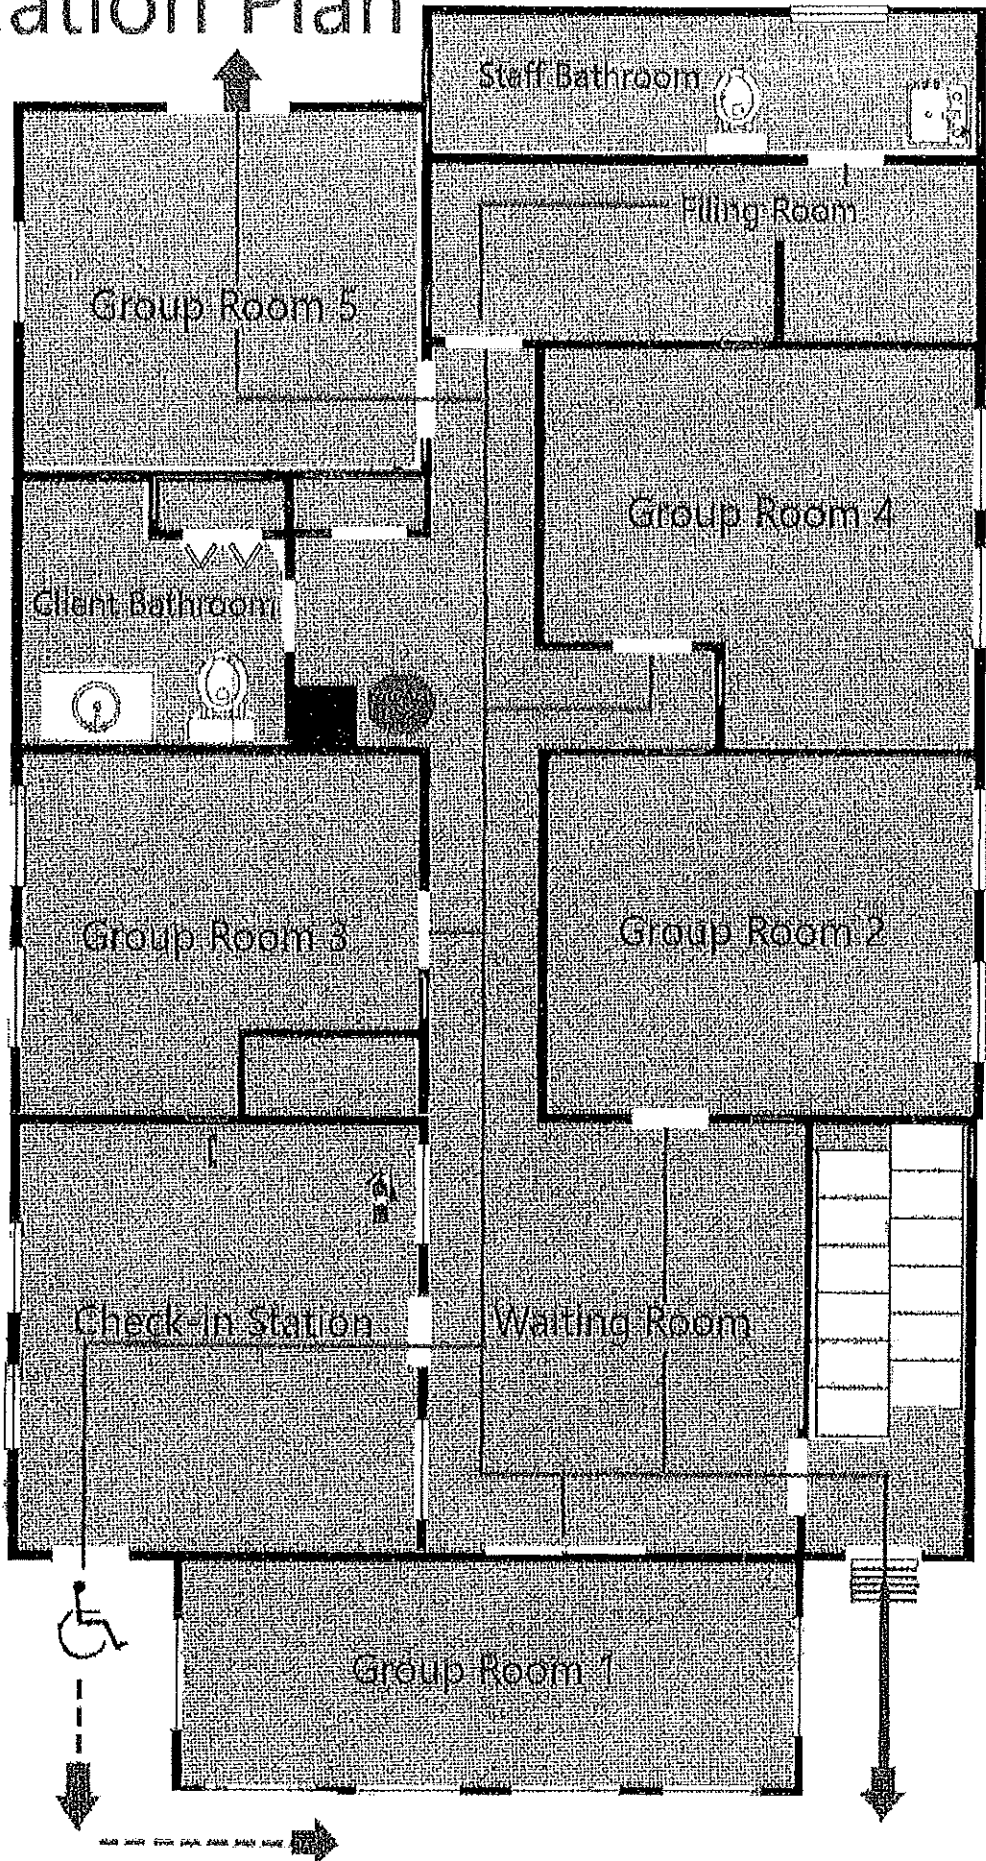 ation Plan
Staff Bathroom
Filing Room
Group Room 5
Group Room 4
Client Bathroom
Group Room 3
Group Room 2
Check-in Station
Waiting Room
Group Room 1